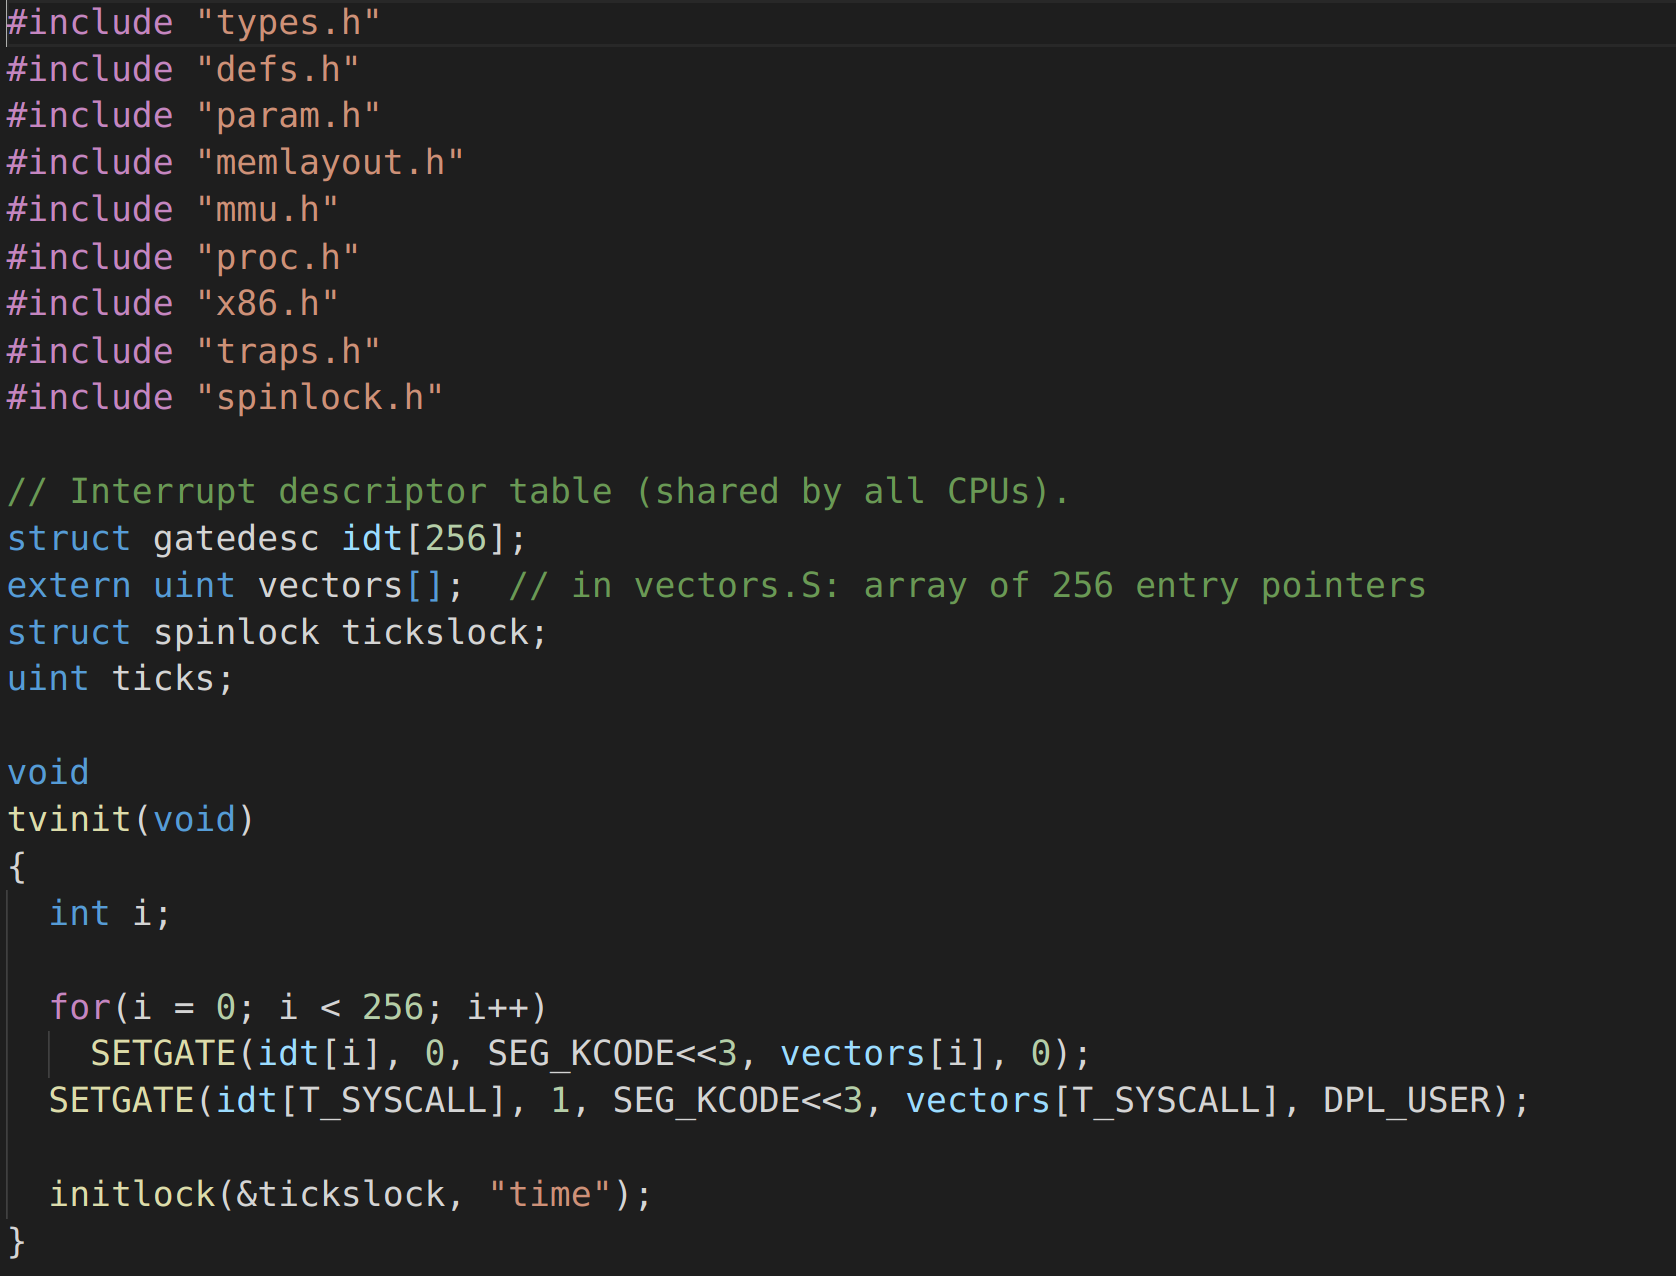 #include "types.h"
#include "defs.h"
#include "param.h"
#include "memlayout.h"
#include "mmu.h"
#include "proc.h"
#include "x86.h"
#include "traps.h"
#include "spinlock.h"

// Interrupt descriptor table (shared by all CPUs).
struct gatedesc idt[256];
extern uint vectors[];  // in vectors.S: array of 256 entry pointers
struct spinlock tickslock;
uint ticks;

void
tvinit(void)
{
  int i;

  for(i = 0; i < 256; i++)
    SETGATE(idt[i], 0, SEG_KCODE<<3, vectors[i], 0);
  SETGATE(idt[T_SYSCALL], 1, SEG_KCODE<<3, vectors[T_SYSCALL], DPL_USER);

  initlock(&tickslock, "time");
}